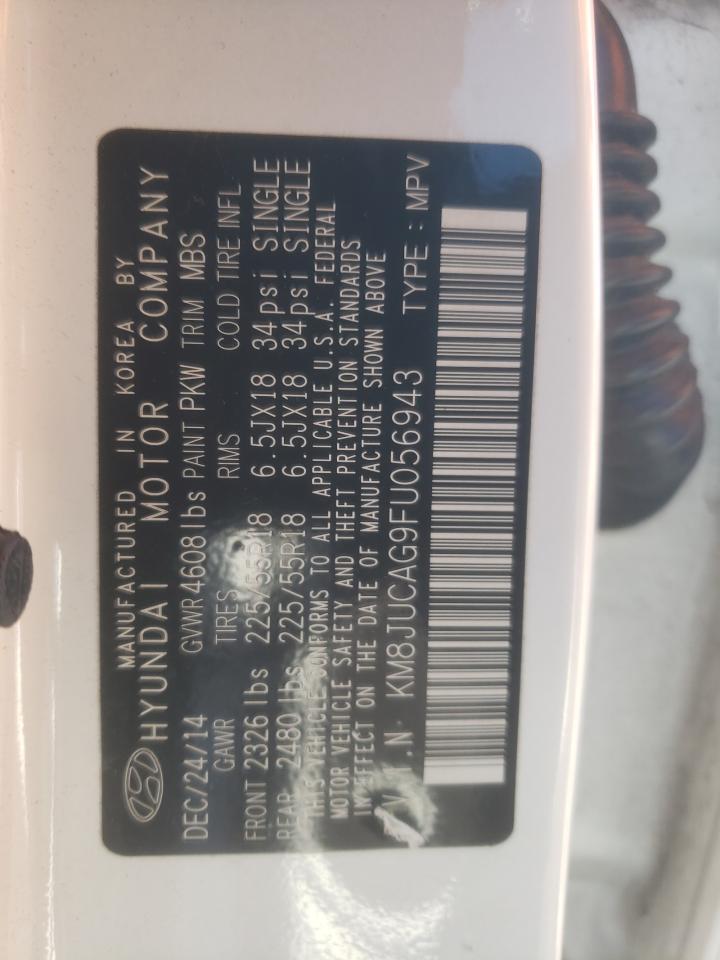 MANUFACTURED IN KOREA BY
HYUNDAI MOTOR COMPANY
DEC/24/14 GVWR 4608 lbs PAINT PKW TRIM MBS
GAWR TIRES RIMS COLD TIRE INFL
FRONT 2326 lbs 225/55R18 6.5JX18 34psi SINGLE
REAR 2480 lbs 225/55R18 6.5JX18 34psi SINGLE
THIS VEHICLE CONFORMS TO ALL APPLICABLE U.S.A. FEDERAL
MOTOR VEHICLE SAFETY AND THEFT PREVENTION STANDARDS
IN EFFECT ON THE DATE OF MANUFACTURE SHOWN ABOVE
V.I.N KM8JUCAG9FU056943 TYPE : MPV